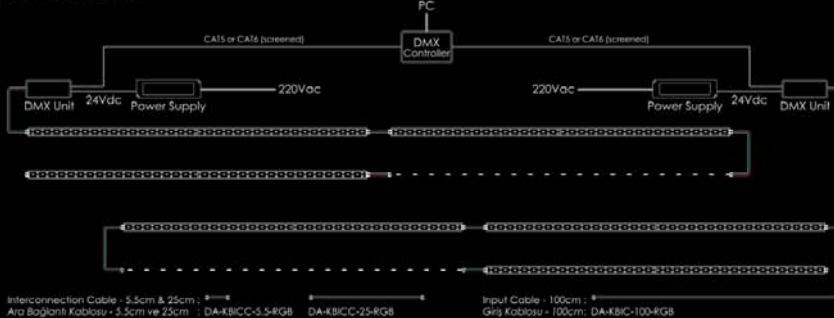 PC
CAT5 or CAT6 (screened)
DMX
Controller
CAT5 or CAT6 (screened)
DMX Unit
24Vdc
Power Supply
220Vac
220Vac
Power Supply
24Vdc
DMX Unit
Interconnection Cable - 5.5cm & 25cm :
Ara Bağlantı Kablosu - 5.5cm ve 25cm : DA-KBICC-5.5-RGB DA-KBICC-25-RGB
Input Cable - 100cm :
Giriş Kablosu - 100cm: DA-KBIC-100-RGB